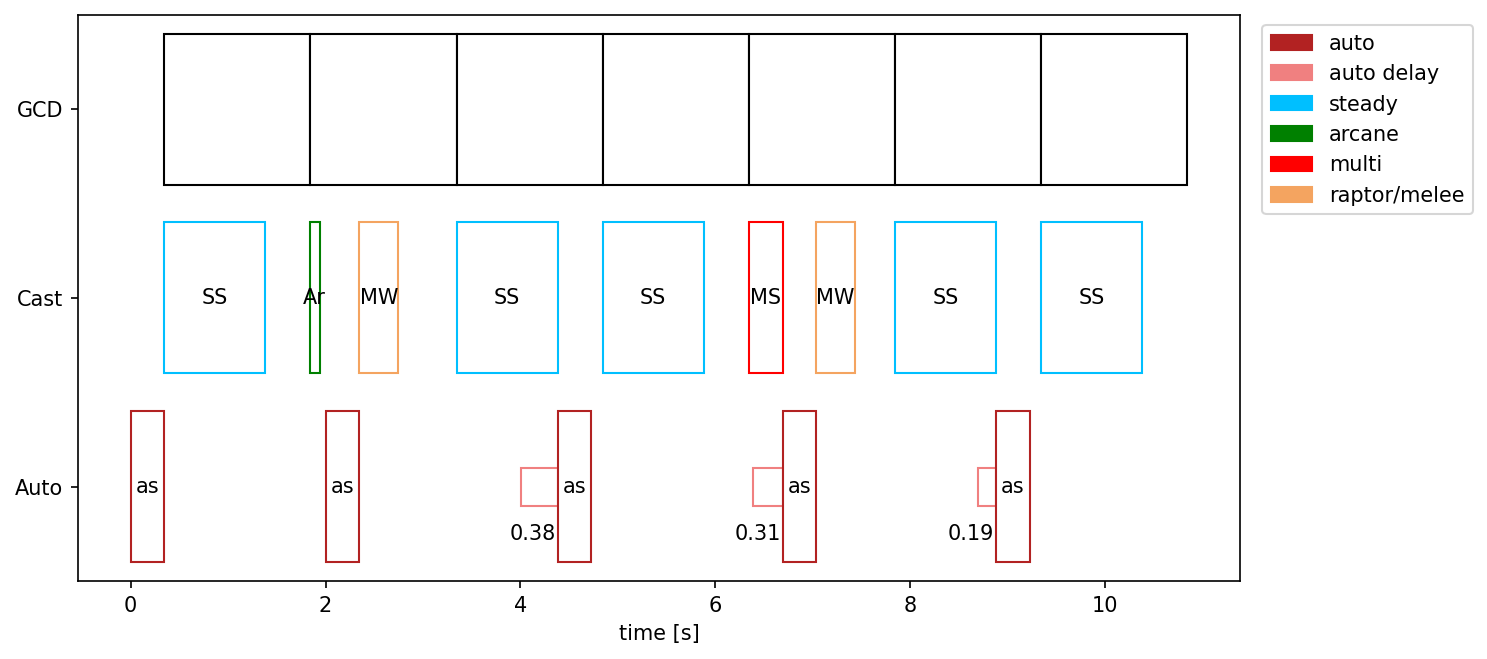 GCD
Cast
Auto
SS
Ar
MW
SS
SS
MS
MW
SS
SS
as
as
as
as
as
0.38
0.31
0.19
0
2
4
6
8
10
time [s]
auto
auto delay
steady
arcane
multi
raptor/melee